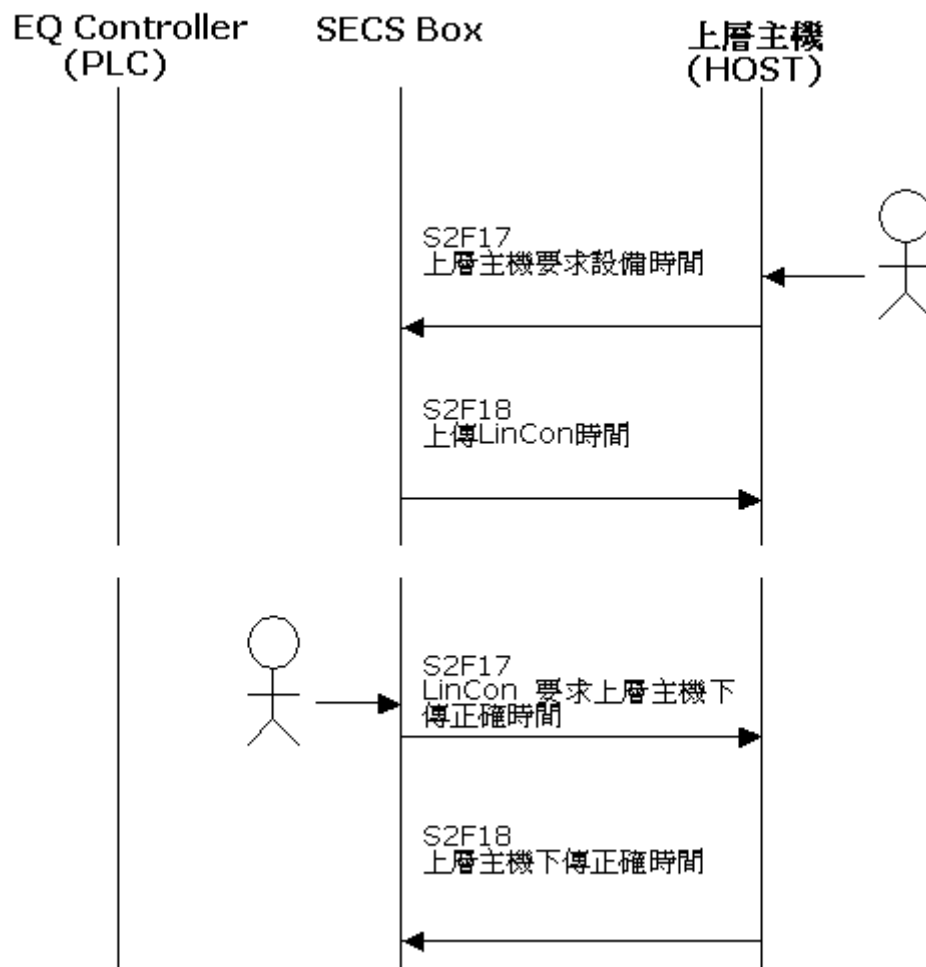 EQ Controller
(PLC)
SECS Box
上層主機
(HOST)
S2F17
上層主機要求設備時間
S2F18
上傳LinCon時間
S2F17
LinCon 要求上層主機下
傳正確時間
S2F18
上層主機下傳正確時間